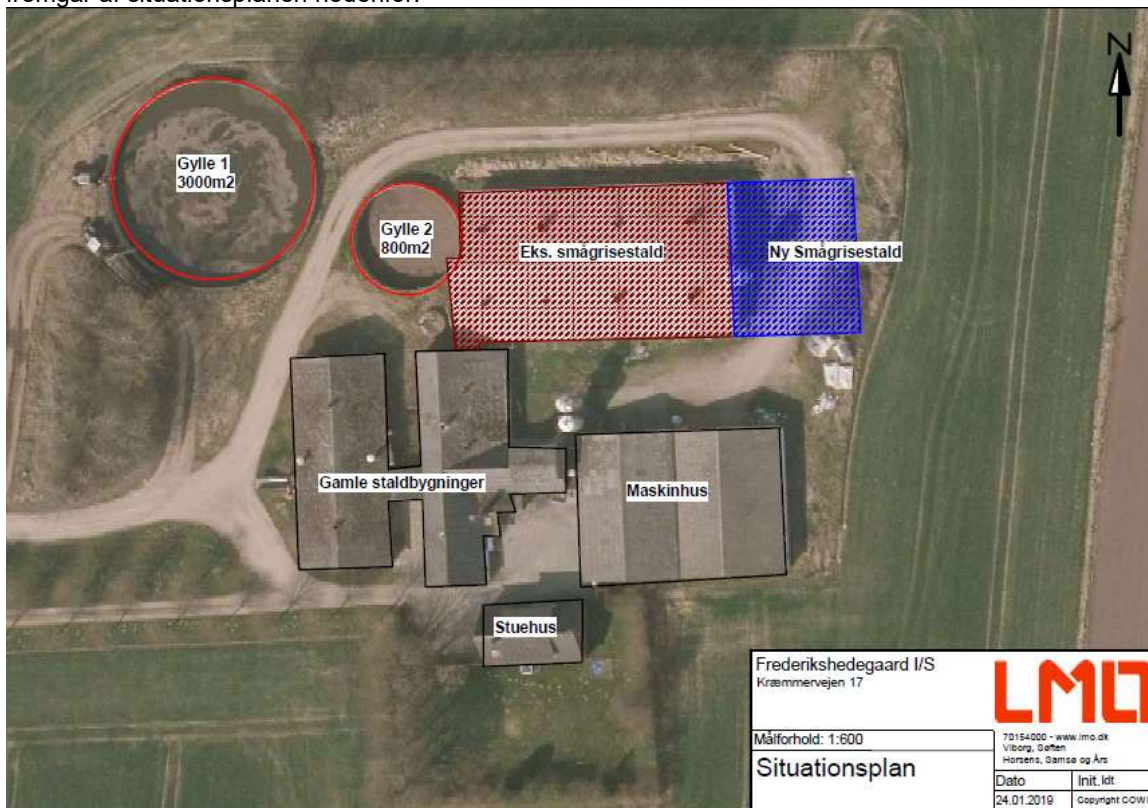 fremgår af situationsplanen nedenfor.
N
Gylle 1
3000m2
Gylle 2
800m2
Eks. smågrisestald
Ny Smågrisestald
Gamle staldbygninger
Maskinhus
Stuehus
Frederikshedegaard I/S
Kræmmervejen 17
Målforhold: 1:600
Situationsplan
LMO
70154000 - www.lmo.dk
Viborg, Søften
Horsens, Samsø og Års
Dato
Init. ldt
24.01.2019
Copyright COWI